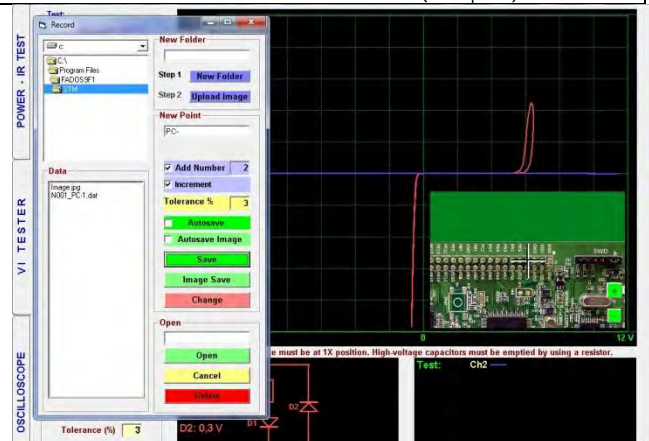 Test:
Record
POWER - IR TEST
VI TESTER
OSCILLOSCOPE
c:
C:\
Program Files
FADOS9F1
STM
Data
Image.jpg
N001_PC-1.dat
New Folder
Step 1 New Folder
Step 2 Upload Image
New Point
PC-
Add Number 2
Increment
Tolerance % 3
Autosave
Autosave Image
Save
Image Save
Change
Open
Open
Cancel
Delete
SWD
0 12 V
e must be at 1X position. High-voltage capacitors must be emptied by using a resistor.
Test: Ch2
Tolerance (%) 3
D2: 0,3 V
D1
D2